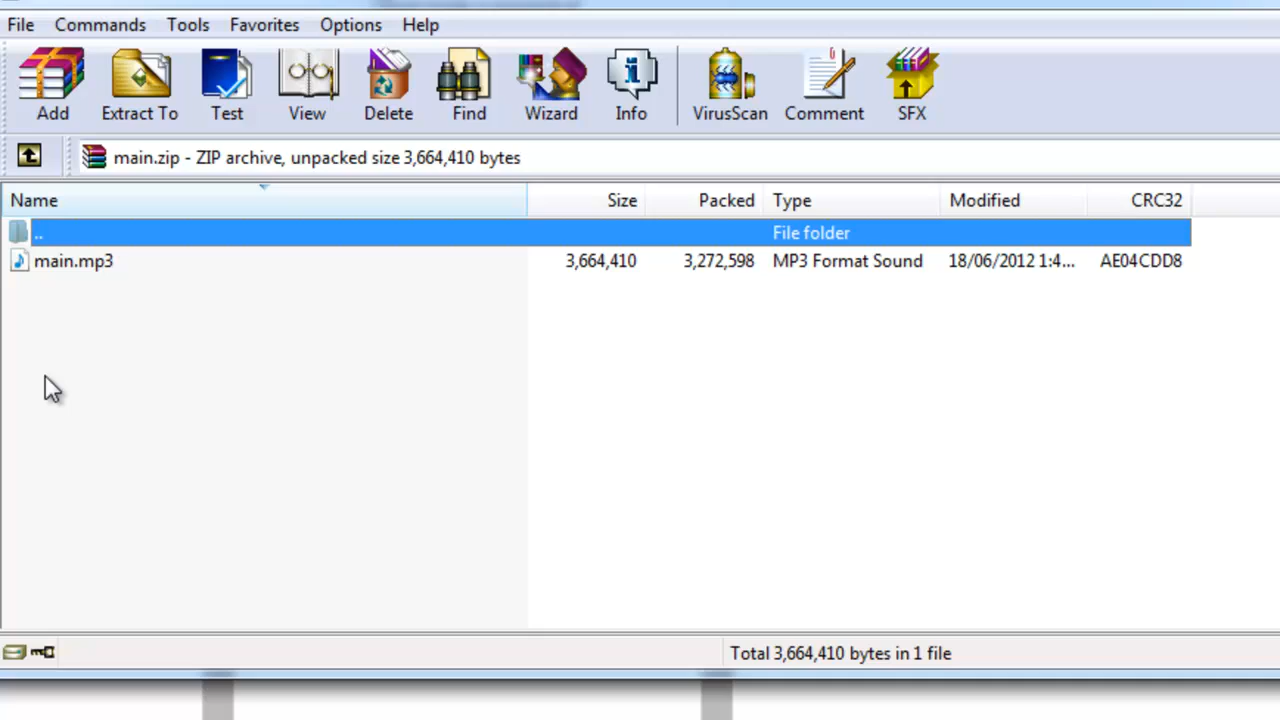 File Commands Tools Favorites Options Help
Add Extract To Test View Delete Find Wizard Info VirusScan Comment SFX
main.zip - ZIP archive, unpacked size 3,664,410 bytes
Name Size Packed Type Modified CRC32
.. File folder
main.mp3 3,664,410 3,272,598 MP3 Format Sound 18/06/2012 1:4... AE04CDD8
Total 3,664,410 bytes in 1 file